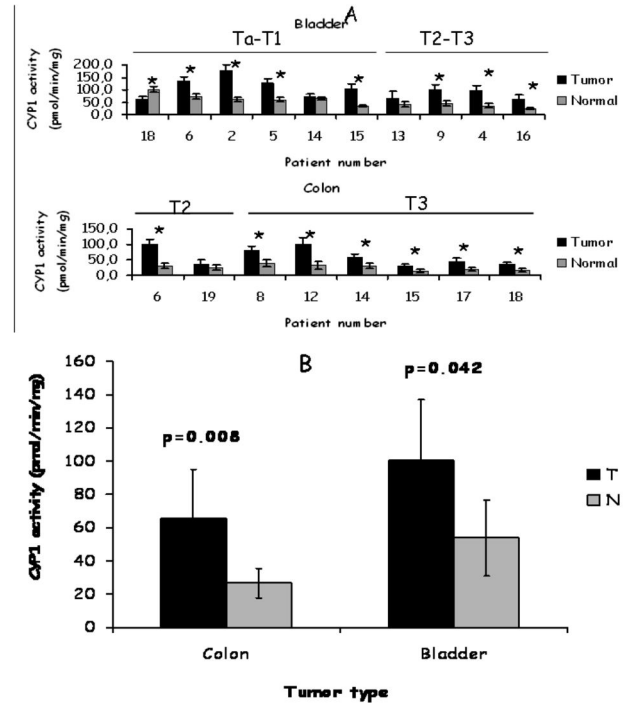 A
Bladder
Ta-T1 T2-T3
CYP1 activity
(pmol/min/mg)
200,0
150,0
100,0
50,0
0,0
* * * * * * * *
Tumor
Normal
18 6 2 5 14 15 13 9 4 16
Patient number
Colon
T2 T3
CYP1 activity
(pmol/min/mg)
150,0
100,0
50,0
0,0
* * * * * * *
Tumor
Normal
6 19 8 12 14 15 17 18
Patient number
B
CYP1 activity (pmol/min/mg)
160
140
120
100
80
60
40
20
0
p=0.008
p=0.042
T
N
Colon Bladder
Tumor type